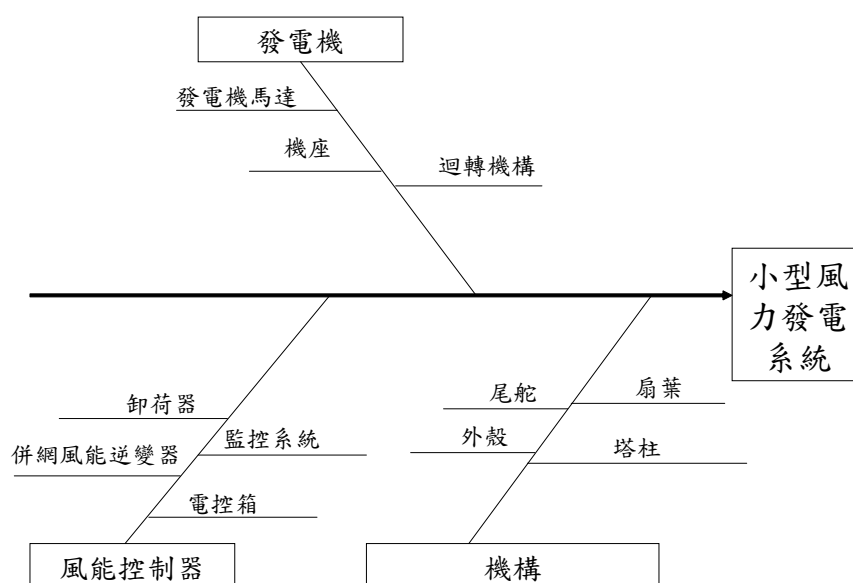 發電機
發電機馬達
機座
迴轉機構
小型風
力發電
系統
尾舵
扇葉
卸荷器
外殼
監控系統
塔柱
併網風能逆變器
電控箱
風能控制器
機構